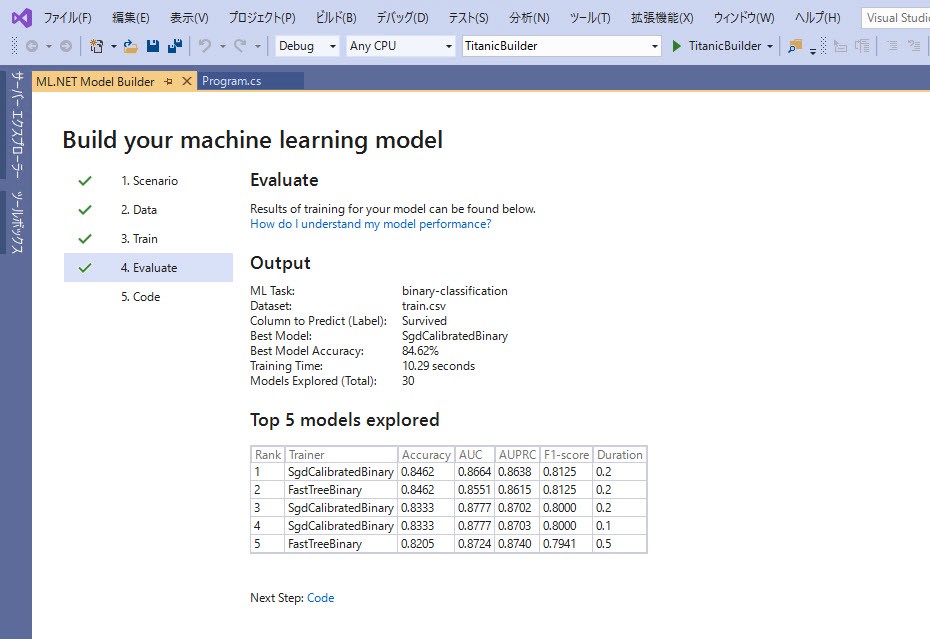 ファイル(F) 編集(E) 表示(V) プロジェクト(P) ビルド(B) デバッグ(D) テスト(S) 分析(N) ツール(T) 拡張機能(X) ウィンドウ(W) ヘルプ(H) Visual Studi
Debug Any CPU TitanicBuilder TitanicBuilder
サーバー エクスプローラー
ツールボックス
ML.NET Model Builder Program.cs
Build your machine learning model
1. Scenario
2. Data
3. Train
4. Evaluate
5. Code
Evaluate
Results of training for your model can be found below.
How do I understand my model performance?
Output
ML Task: binary-classification
Dataset: train.csv
Column to Predict (Label): Survived
Best Model: SgdCalibratedBinary
Best Model Accuracy: 84.62%
Training Time: 10.29 seconds
Models Explored (Total): 30
Top 5 models explored
Rank Trainer Accuracy AUC AUPRC F1-score Duration
1 SgdCalibratedBinary 0.8462 0.8664 0.8638 0.8125 0.2
2 FastTreeBinary 0.8462 0.8551 0.8615 0.8125 0.2
3 SgdCalibratedBinary 0.8333 0.8777 0.8702 0.8000 0.2
4 SgdCalibratedBinary 0.8333 0.8777 0.8703 0.8000 0.1
5 FastTreeBinary 0.8205 0.8724 0.8740 0.7941 0.5
Next Step: Code